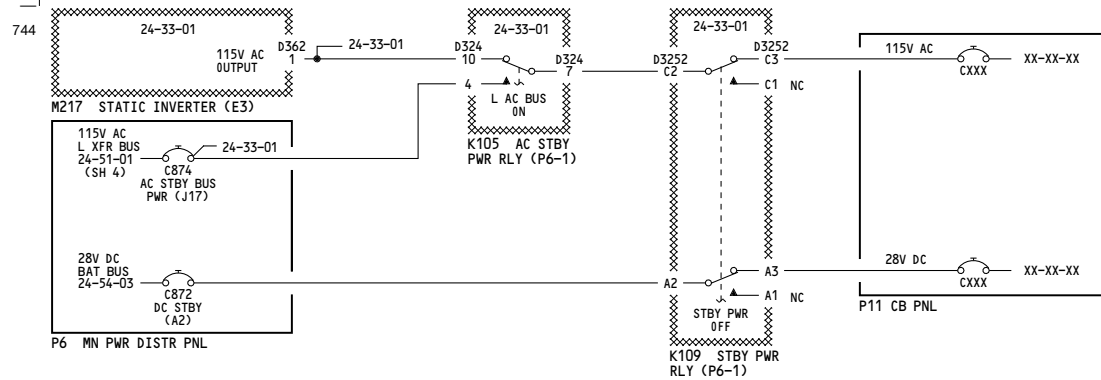 744
24-33-01
115V AC
OUTPUT
D362
1
24-33-01
M217 STATIC INVERTER (E3)
24-33-01
D324
10
D324
7
4
L AC BUS
ON
K105 AC STBY
PWR RLY (P6-1)
24-33-01
D3252
C2
D3252
C3
C1 NC
115V AC
CXXX
XX-XX-XX
115V AC
L XFR BUS
24-51-01
(SH 4)
24-33-01
C874
AC STBY BUS
PWR (J17)
28V DC
BAT BUS
24-54-03
C872
DC STBY
(A2)
P6 MN PWR DISTR PNL
A2
A3
A1 NC
STBY PWR
OFF
K109 STBY PWR
RLY (P6-1)
28V DC
CXXX
XX-XX-XX
P11 CB PNL